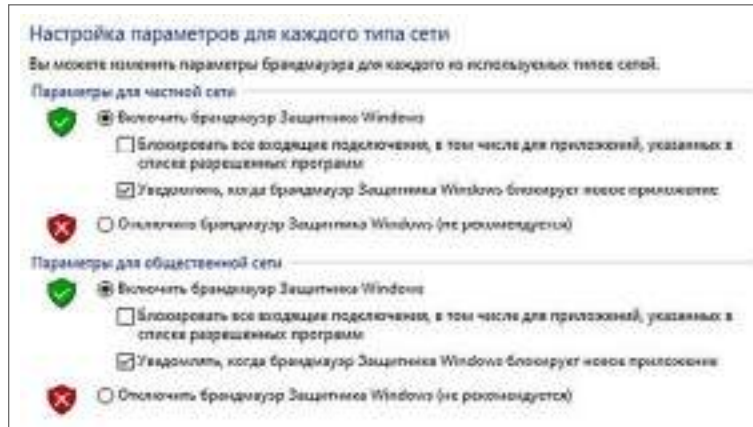 Настройка параметров для каждого типа сети
Вы можете изменить параметры брандмауэра для каждого из используемых типов сетей.
Параметры для частной сети
Включить брандмауэр Защитника Windows
Блокировать все входящие подключения, в том числе для приложений, указанных в
списке разрешенных программ
Уведомлять, когда брандмауэр Защитника Windows блокирует новое приложение
Отключить брандмауэр Защитника Windows (не рекомендуется)
Параметры для общественной сети
Включить брандмауэр Защитника Windows
Блокировать все входящие подключения, в том числе для приложений, указанных в
списке разрешенных программ
Уведомлять, когда брандмауэр Защитника Windows блокирует новое приложение
Отключить брандмауэр Защитника Windows (не рекомендуется)